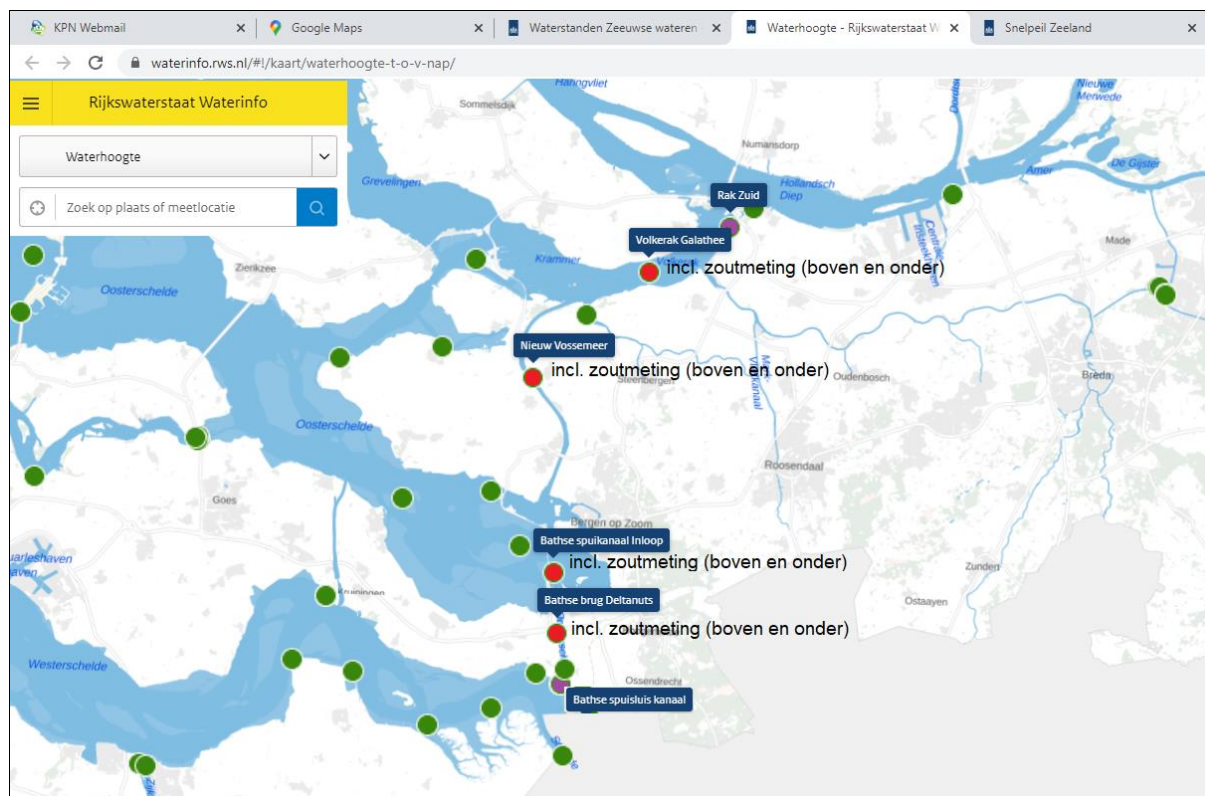 KPN Webmail
Google Maps
Waterstanden Zeeuwse wateren
Waterhoogte - Rijkswaterstaat W
Snelpeil Zeeland
waterinfo.rws.nl/#!/kaart/waterhoogte-t-o-v-nap/
Rijkswaterstaat Waterinfo
Waterhoogte
Zoek op plaats of meetlocatie
Haringvliet
Sommelsdijk
Nieuwe
Merwede
Numansdorp
De Gijster
Amer
Grevelingen
Hollandsch
Diep
Rak Zuid
Centrale
Insteekhaven
Made
Volkerak Galathee
Volkerak
Krammer
incl. zoutmeting (boven en onder)
Zierikzee
Oosterschelde
Nieuw Vossemeer
incl. zoutmeting (boven en onder)
Steenbergen
Oudenbosch
Breda
Oosterschelde
Roosendaal
Goes
Bergen op Zoom
Bathse spuikanaal Inloop
incl. zoutmeting (boven en onder)
Zunden
Kruiningen
Bathse brug Deltanuts
Ostaayen
incl. zoutmeting (boven en onder)
Westerschelde
Ossendrecht
Bathse spuisluis kanaal